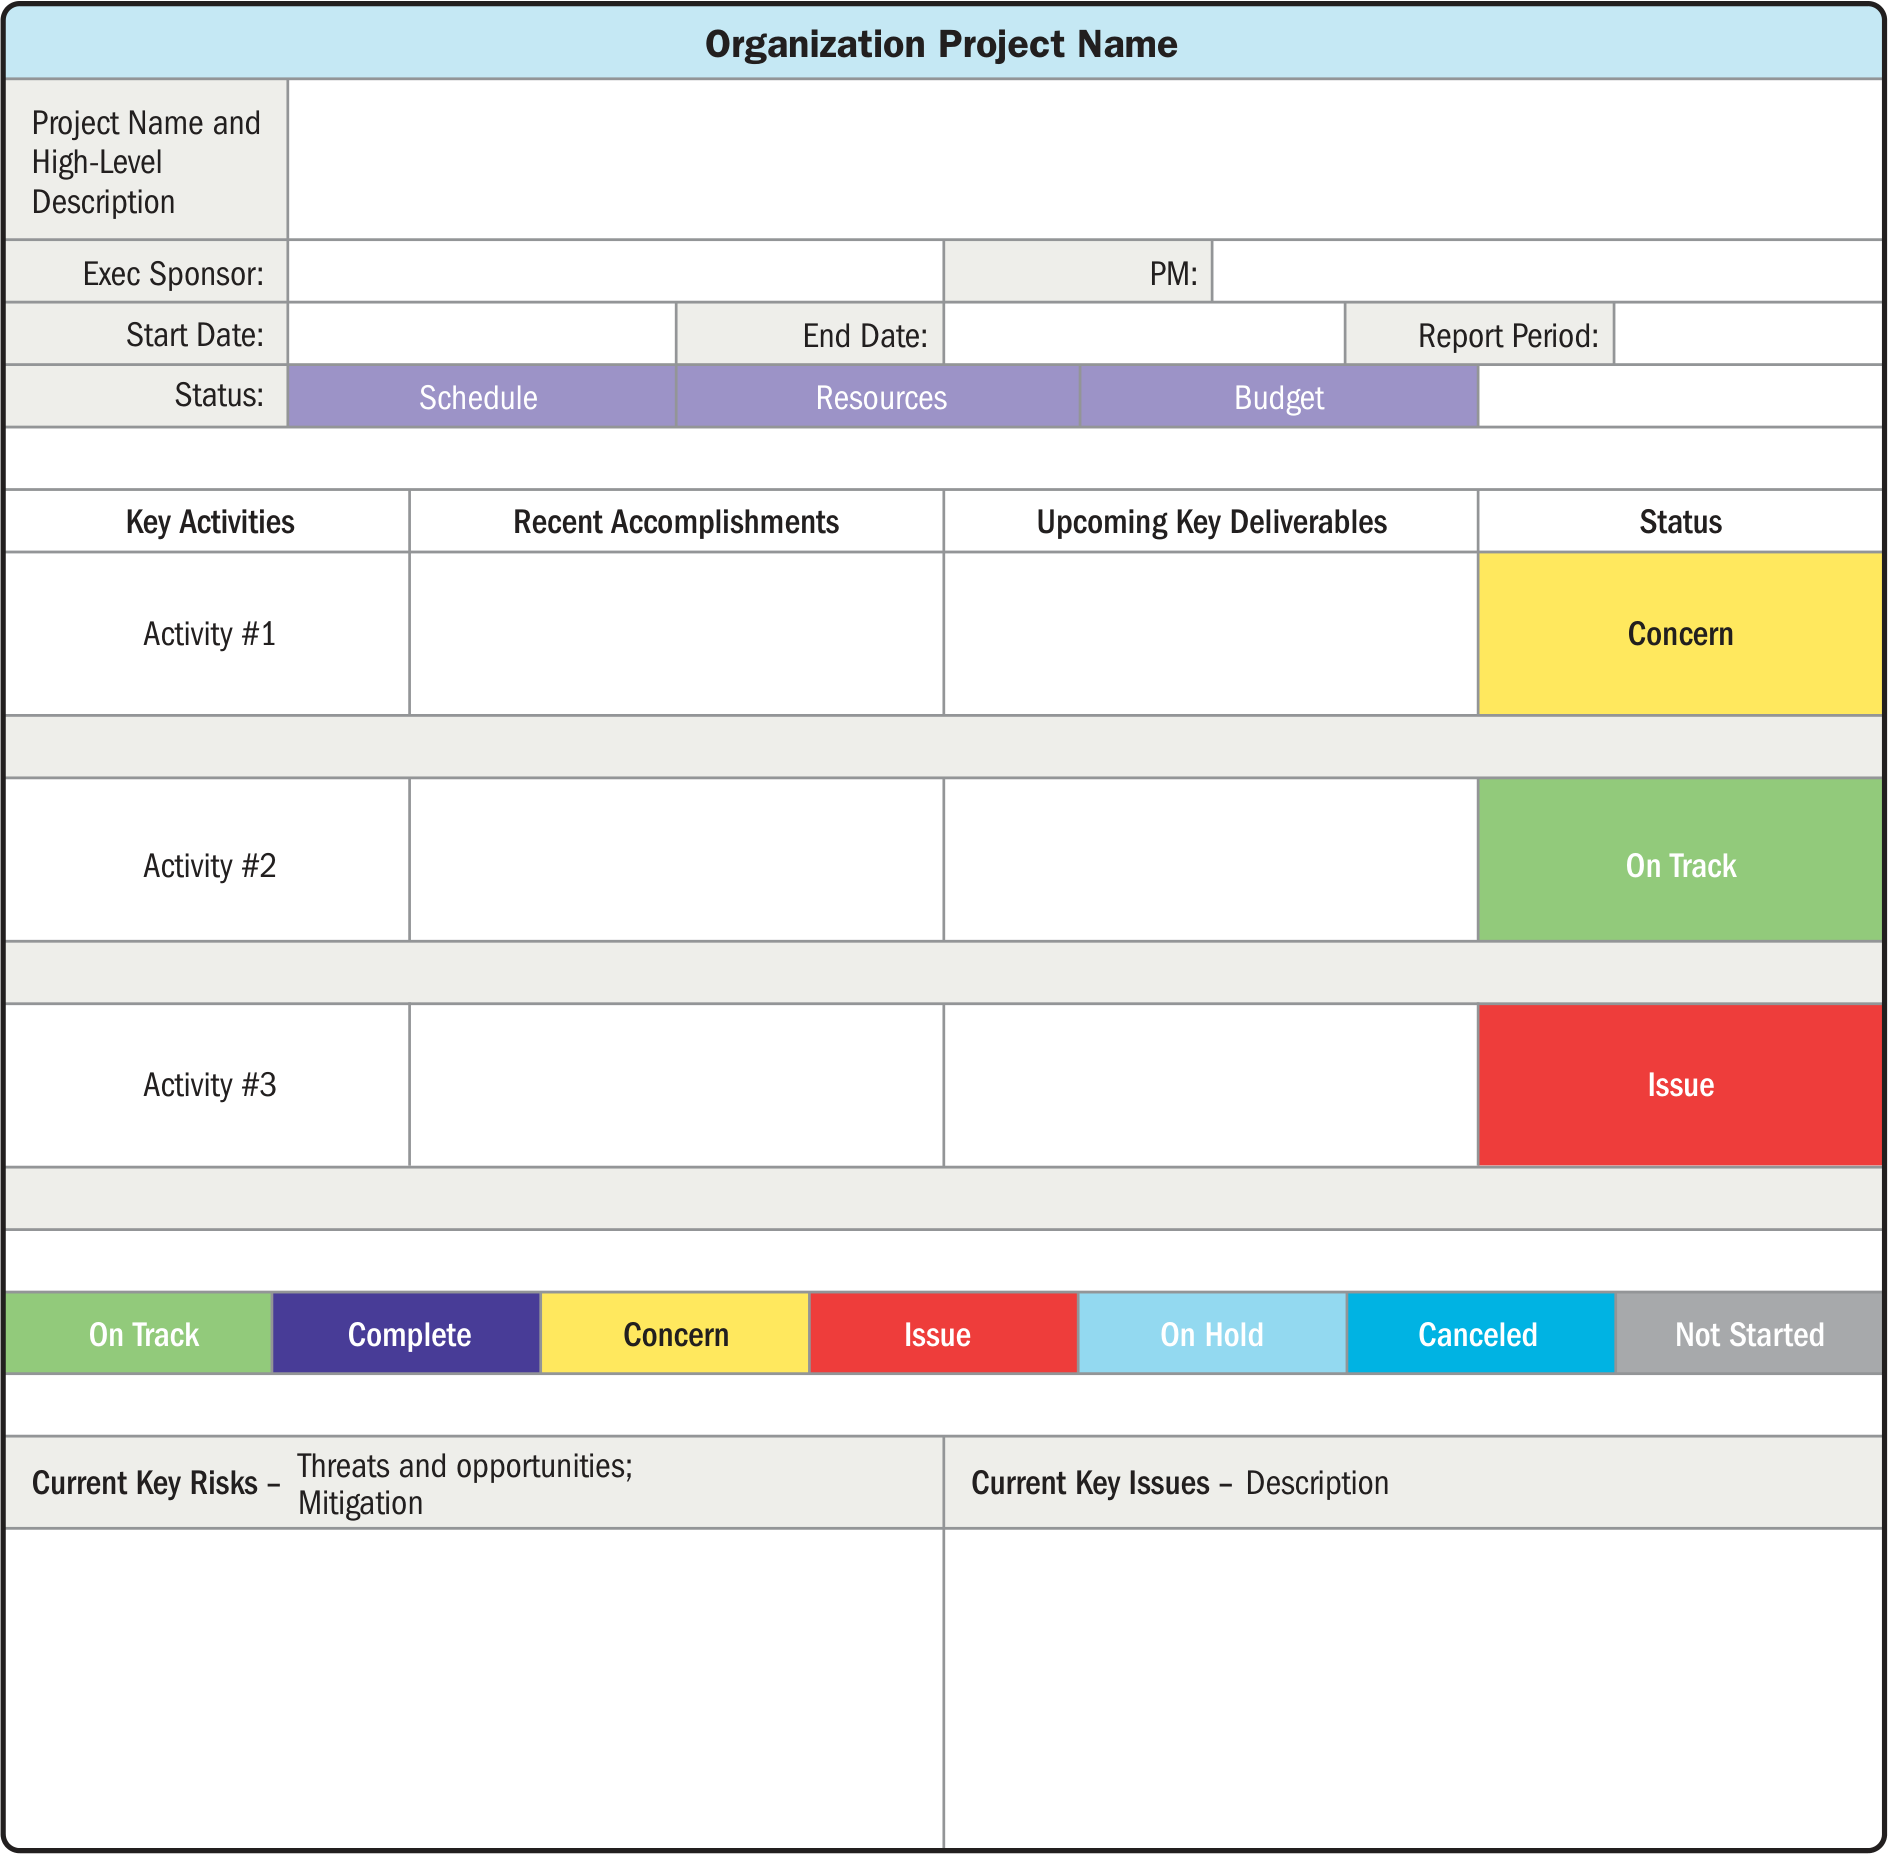 Organization Project Name
Project Name and
High-Level
Description
Exec Sponsor:
PM:
Start Date:
End Date:
Report Period:
Status:
Schedule
Resources
Budget
Key Activities
Recent Accomplishments
Upcoming Key Deliverables
Status
Activity #1
Concern
Activity #2
On Track
Activity #3
Issue
On Track
Complete
Concern
Issue
On Hold
Canceled
Not Started
Current Key Risks – Threats and opportunities;
Mitigation
Current Key Issues – Description